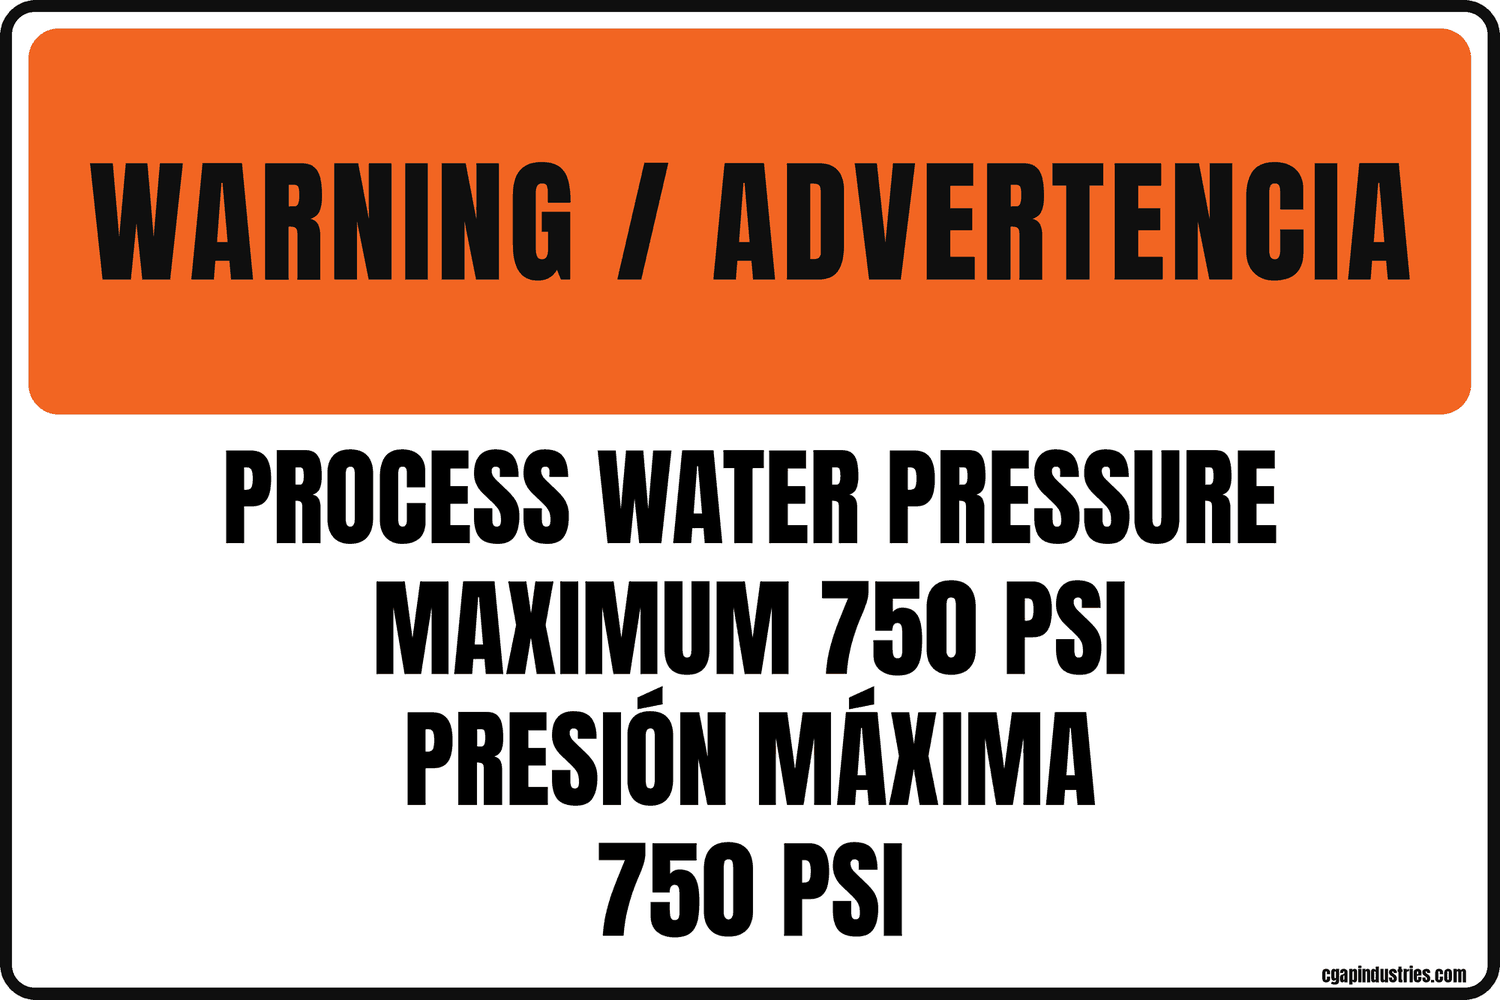 WARNING / ADVERTENCIA
PROCESS WATER PRESSURE
MAXIMUM 750 PSI
PRESIÓN MÁXIMA
750 PSI
cgapindustries.com